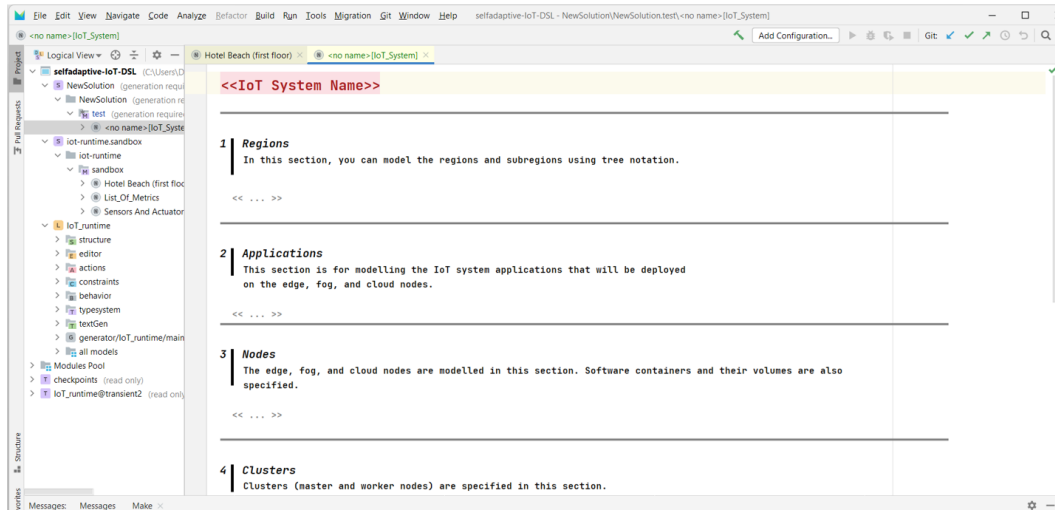 File Edit View Navigate Code Analyze Refactor Build Run Tools Migration Git Window Help selfadaptive-IoT-DSL - NewSolution\NewSolution.test\<no name>[IoT_System]
<no name>[IoT_System]
Add Configuration...
Git:
Project
Pull Requests
Structure
Logical View
selfadaptive-IoT-DSL (C:\Users\D
NewSolution (generation requi
NewSolution (generation re
test (generation require
<no name>[IoT_Syste
iot-runtime.sandbox
iot-runtime
sandbox
Hotel Beach (first floo
List_Of_Metrics
Sensors And Actuator
IoT_runtime
structure
editor
actions
constraints
behavior
typesystem
textGen
generator/IoT_runtime/main
all models
Modules Pool
checkpoints (read only)
IoT_runtime@transient2 (read only
Hotel Beach (first floor)
<no name>[IoT_System]
<<IoT System Name>>
1 Regions
In this section, you can model the regions and subregions using tree notation.
<< ... >>
2 Applications
This section is for modelling the IoT system applications that will be deployed
on the edge, fog, and cloud nodes.
<< ... >>
3 Nodes
The edge, fog, and cloud nodes are modelled in this section. Software containers and their volumes are also
specified.
<< ... >>
4 Clusters
Clusters (master and worker nodes) are specified in this section.
Messages: Messages Make